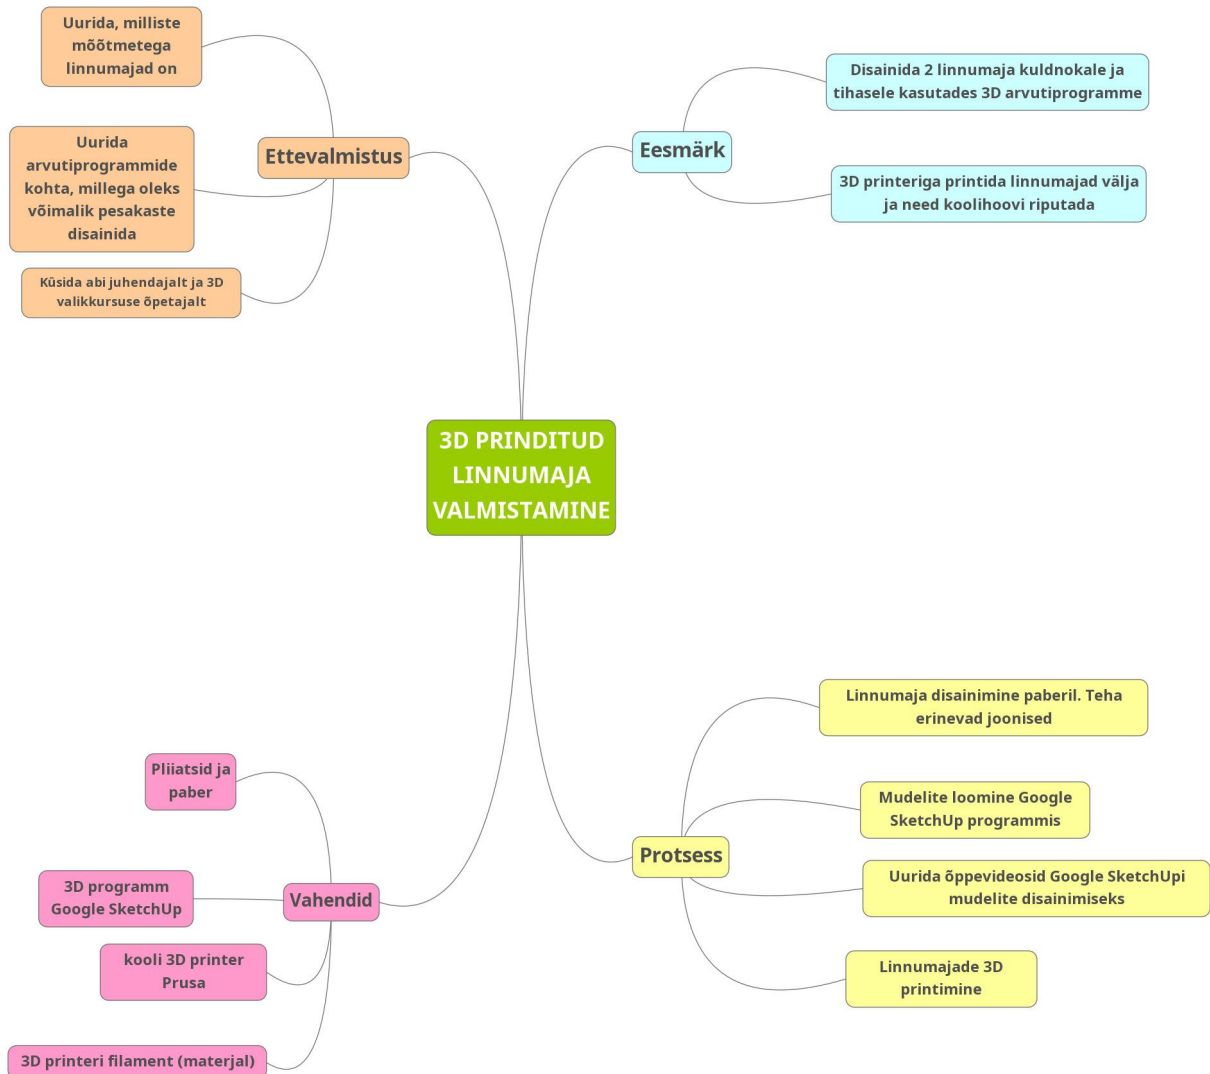 Uurida, milliste
mõõtmetega
linnumajad on
Uurida
arvutiprogrammide
kohta, millega oleks
võimalik pesakaste
disainida
Küsida abi juhendajalt ja 3D
valikkursuse õpetajalt
Ettevalmistus
Eesmärk
Disainida 2 linnumaja kuldnokale ja
tihasele kasutades 3D arvutiprogramme
3D printeriga printida linnumajad välja
ja need koolihoovi riputada
3D PRINDITUD
LINNUMAJA
VALMISTAMINE
Pliiatsid ja
paber
3D programm
Google SketchUp
kooli 3D printer
Prusa
3D printeri filament (materjal)
Vahendid
Protsess
Linnumaja disainimine paberil. Teha
erinevad joonised
Mudelite loomine Google
SketchUp programmis
Uurida õppevideosid Google SketchUpi
mudelite disainimiseks
Linnumajade 3D
printimine